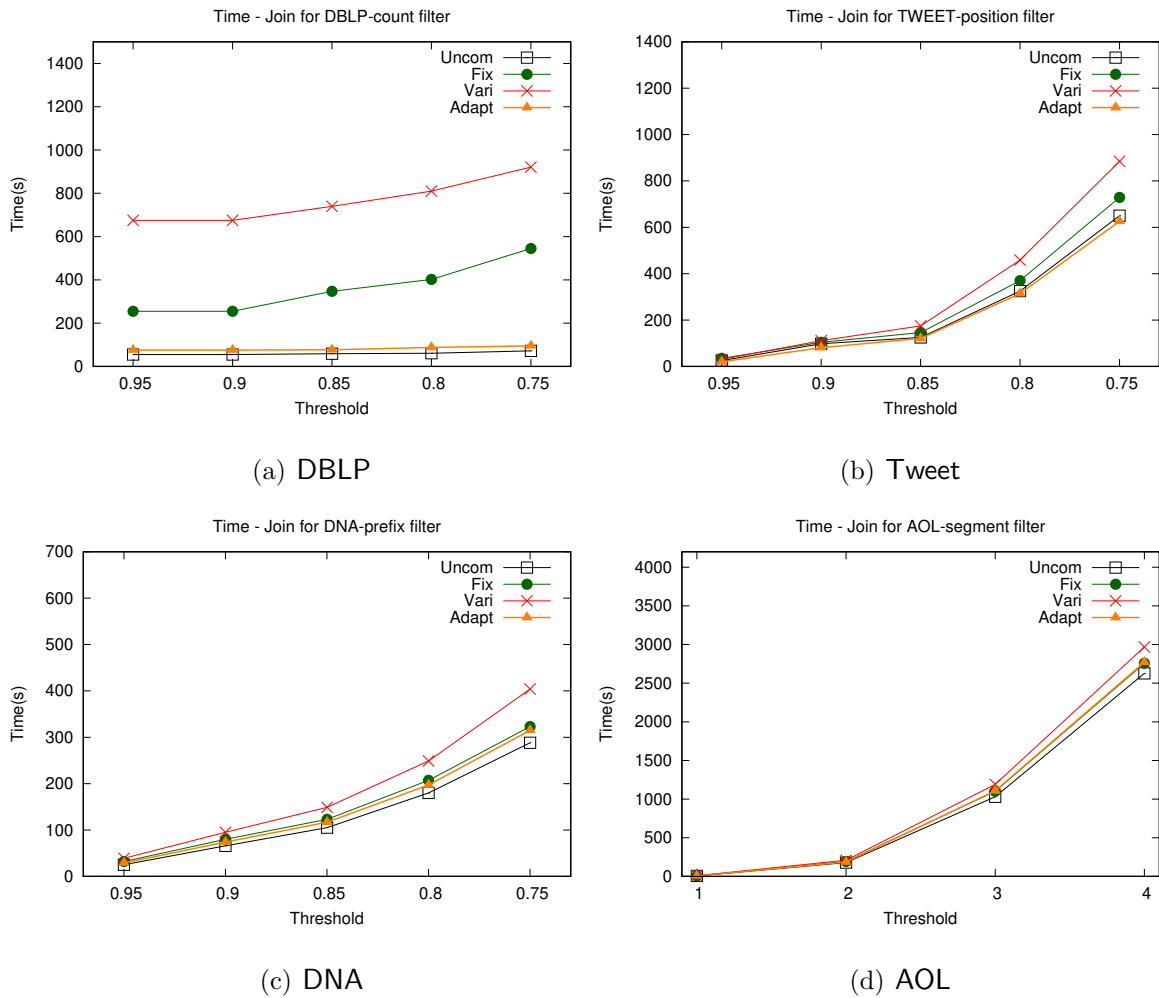 Time - Join for DBLP-count filter
1400
1200
1000
800
600
400
200
0
Time(s)
Uncom
Fix
Vari
Adapt
0.95 0.9 0.85 0.8 0.75
Threshold
(a) DBLP
Time - Join for TWEET-position filter
1400
1200
1000
800
600
400
200
0
Time(s)
Uncom
Fix
Vari
Adapt
0.95 0.9 0.85 0.8 0.75
Threshold
(b) Tweet
Time - Join for DNA-prefix filter
700
600
500
400
300
200
100
0
Time(s)
Uncom
Fix
Vari
Adapt
0.95 0.9 0.85 0.8 0.75
Threshold
(c) DNA
Time - Join for AOL-segment filter
4000
3500
3000
2500
2000
1500
1000
500
0
Time(s)
Uncom
Fix
Vari
Adapt
1 2 3 4
Threshold
(d) AOL